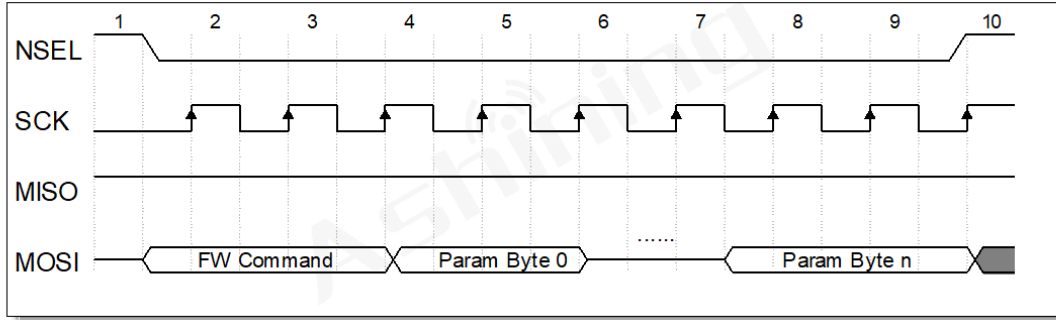 1 2 3 4 5 6 7 8 9 10
NSEL
SCK
MISO
MOSI FW Command Param Byte 0 ...... Param Byte n
Ashining